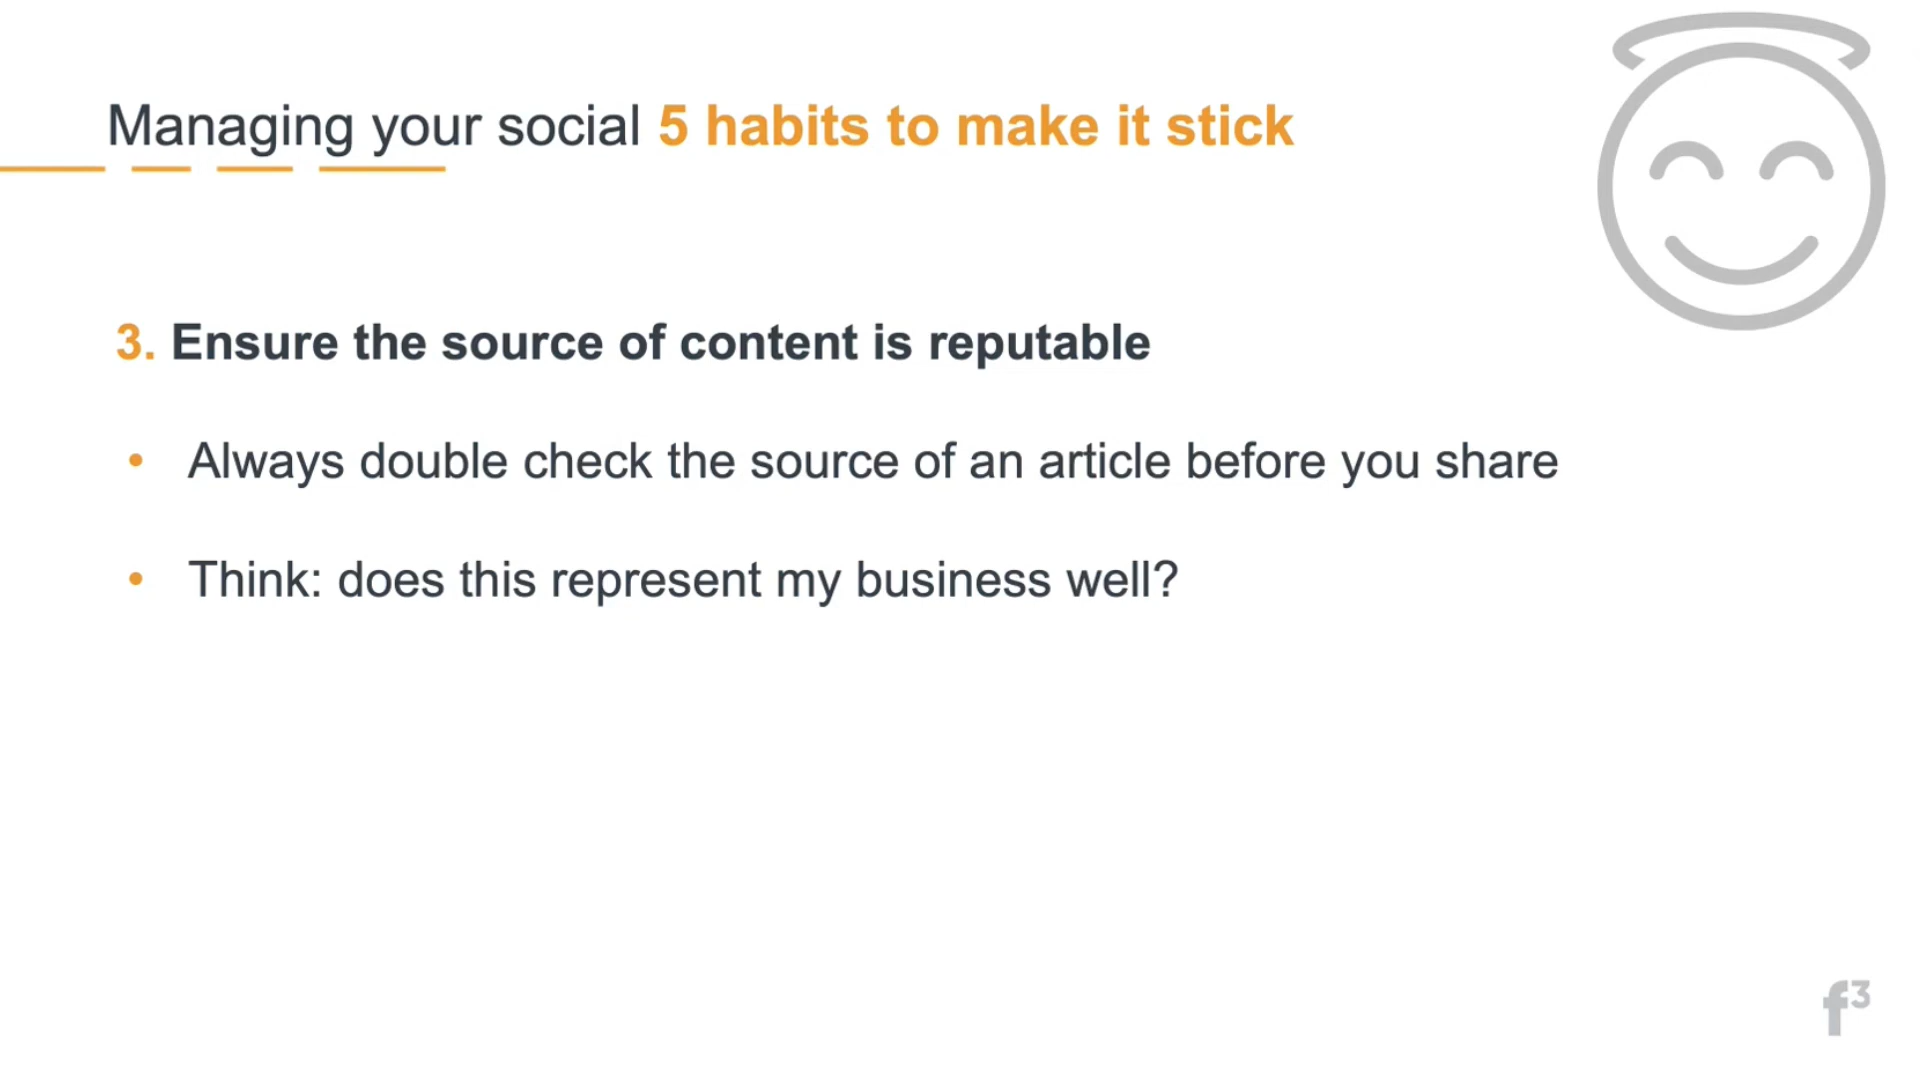 Managing your social 5 habits to make it stick
3. Ensure the source of content is reputable
• Always double check the source of an article before you share
• Think: does this represent my business well?
f³